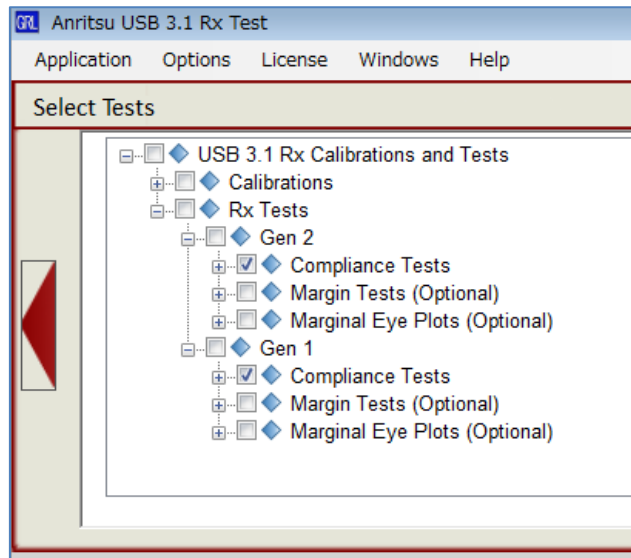 GRL Anritsu USB 3.1 Rx Test
Application Options License Windows Help
Select Tests
USB 3.1 Rx Calibrations and Tests
Calibrations
Rx Tests
Gen 2
Compliance Tests
Margin Tests (Optional)
Marginal Eye Plots (Optional)
Gen 1
Compliance Tests
Margin Tests (Optional)
Marginal Eye Plots (Optional)